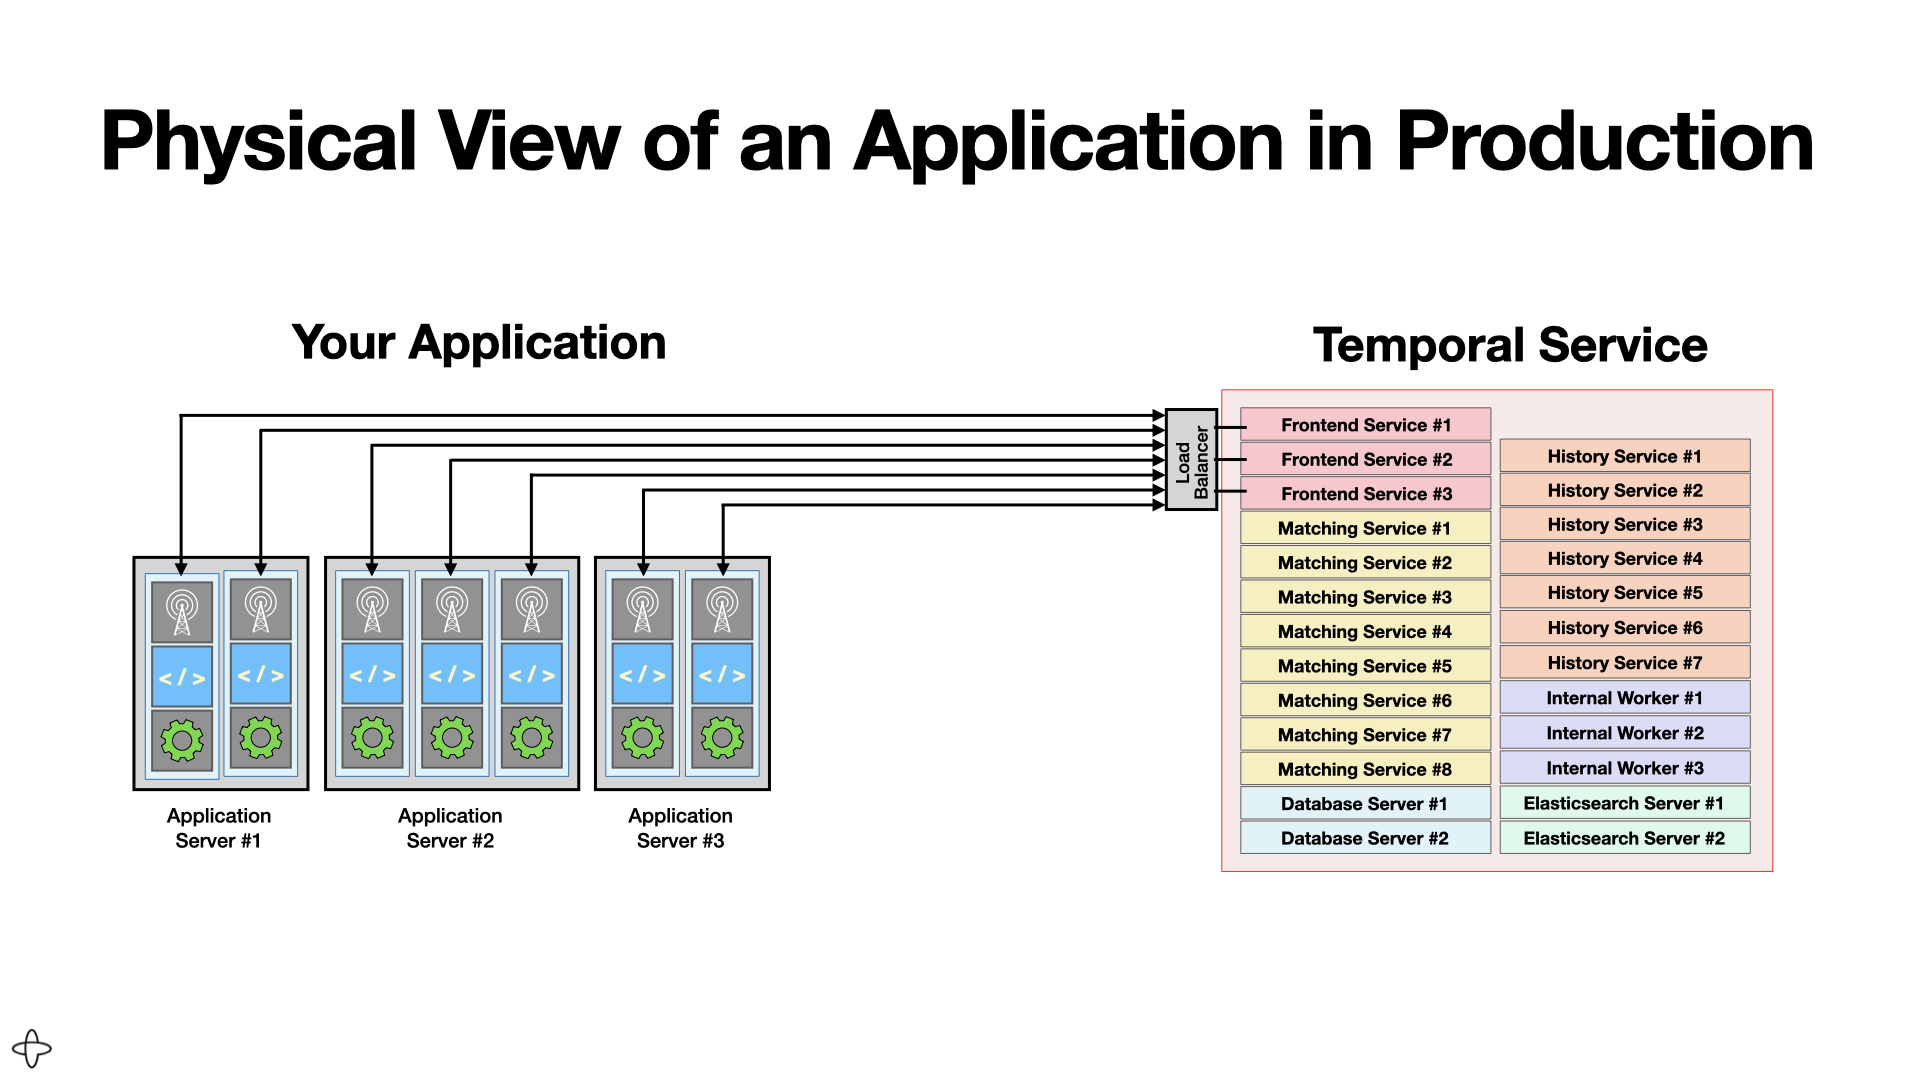 Physical View of an Application in Production
Your Application
Temporal Service
Load
Balancer
Frontend Service #1
Frontend Service #2
Frontend Service #3
Matching Service #1
Matching Service #2
Matching Service #3
Matching Service #4
Matching Service #5
Matching Service #6
Matching Service #7
Matching Service #8
Database Server #1
Database Server #2
History Service #1
History Service #2
History Service #3
History Service #4
History Service #5
History Service #6
History Service #7
Internal Worker #1
Internal Worker #2
Internal Worker #3
Elasticsearch Server #1
Elasticsearch Server #2
</> </> </> </> </> </> </>
Application
Server #1
Application
Server #2
Application
Server #3